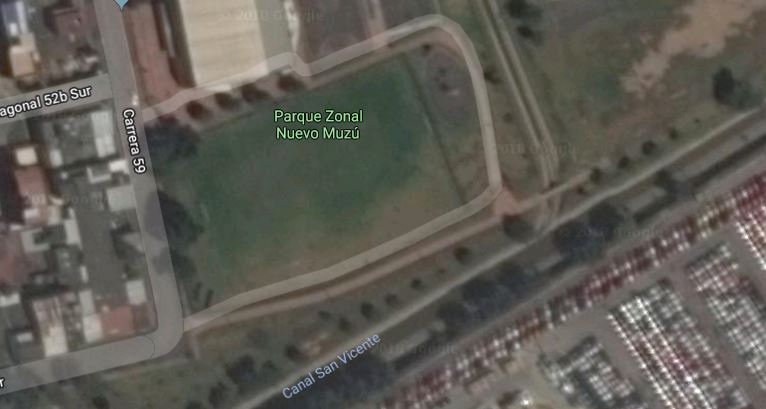 agonal 52b Sur
Carrera 59
Parque Zonal
Nuevo Muzú
Canal San Vicente
r